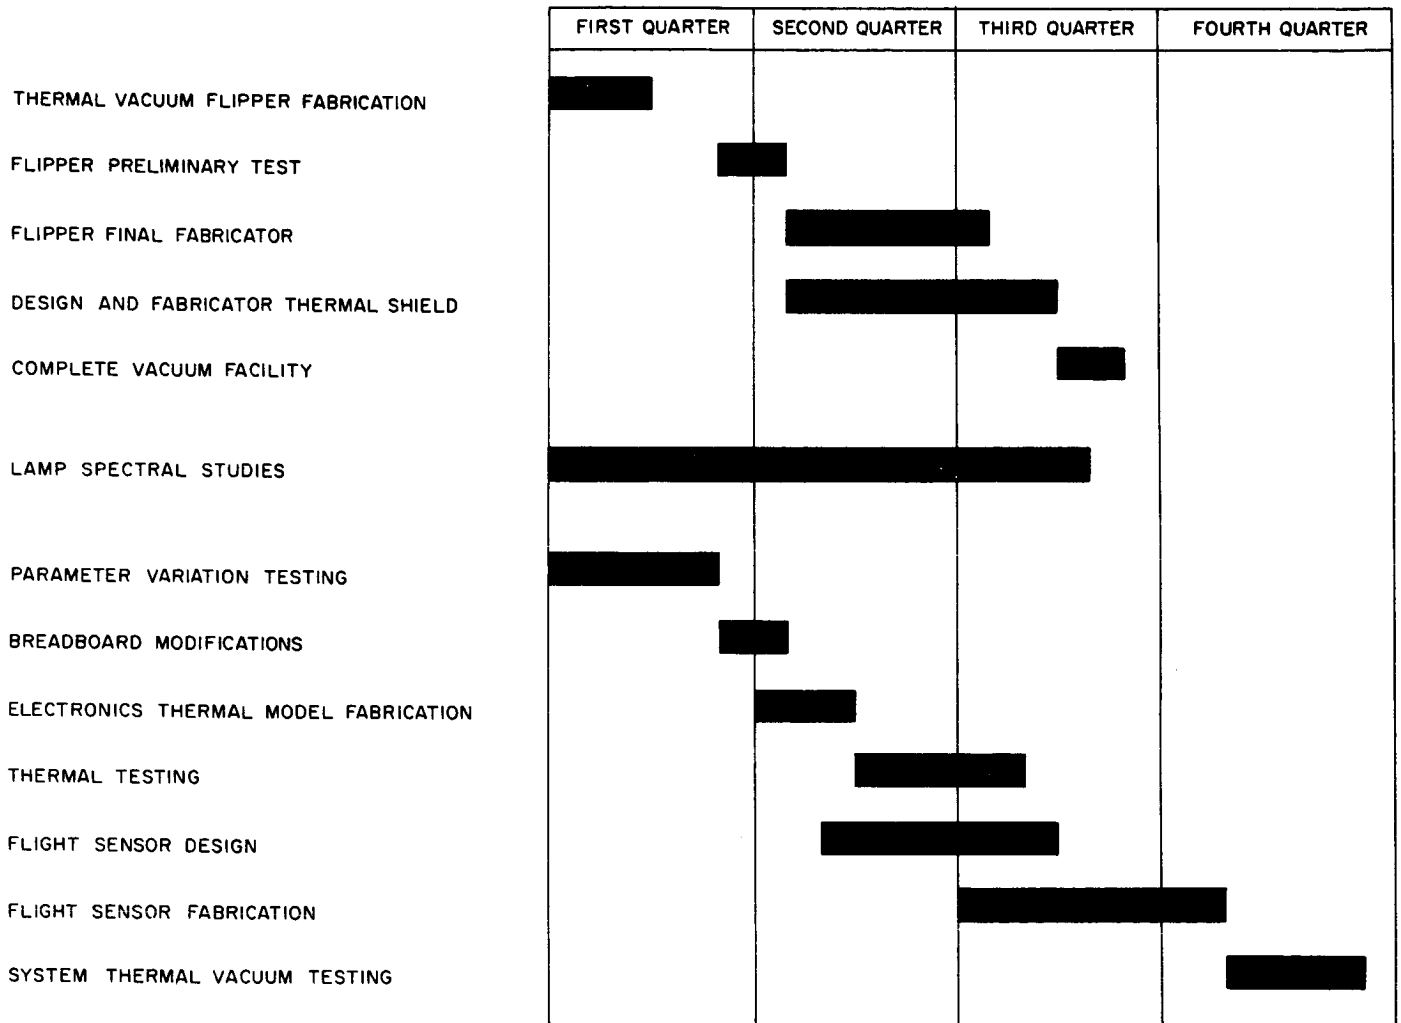 FIRST QUARTER SECOND QUARTER THIRD QUARTER FOURTH QUARTER
THERMAL VACUUM FLIPPER FABRICATION
FLIPPER PRELIMINARY TEST
FLIPPER FINAL FABRICATOR
DESIGN AND FABRICATOR THERMAL SHIELD
COMPLETE VACUUM FACILITY
LAMP SPECTRAL STUDIES
PARAMETER VARIATION TESTING
BREADBOARD MODIFICATIONS
ELECTRONICS THERMAL MODEL FABRICATION
THERMAL TESTING
FLIGHT SENSOR DESIGN
FLIGHT SENSOR FABRICATION
SYSTEM THERMAL VACUUM TESTING